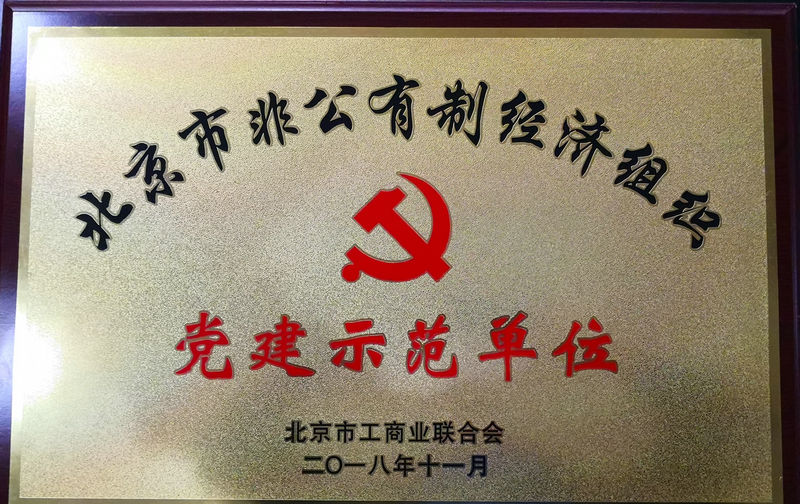 北京市非公有制经济组织
党建示范单位
北京市工商业联合会
二〇一八年十一月